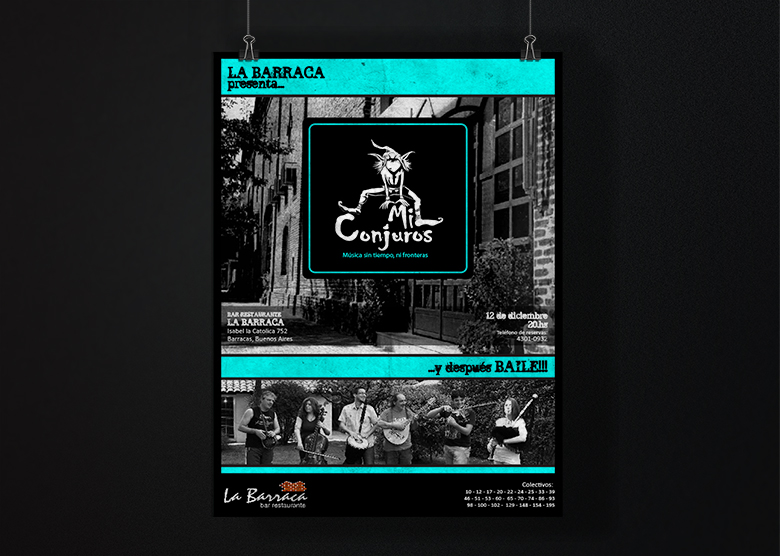 LA BARRACA
presenta...
Mil
Conjuros
Música sin tiempo, ni fronteras
BAR RESTAURANTE
LA BARRACA
Isabel la Catolica 752
Barracas, Buenos Aires
12 de diciembre
20.hs
Teléfono de reservas:
4301-0932
...y después BAILE!!!
La Barraca
bar restaurante
Colectivos:
10 - 12 - 17 - 20 - 22 - 24 - 25 - 33 - 39
46 - 51 - 53 - 60 - 65 - 70 - 74 - 86 - 93
98 - 100 - 102 - 129 - 148 - 154 - 195